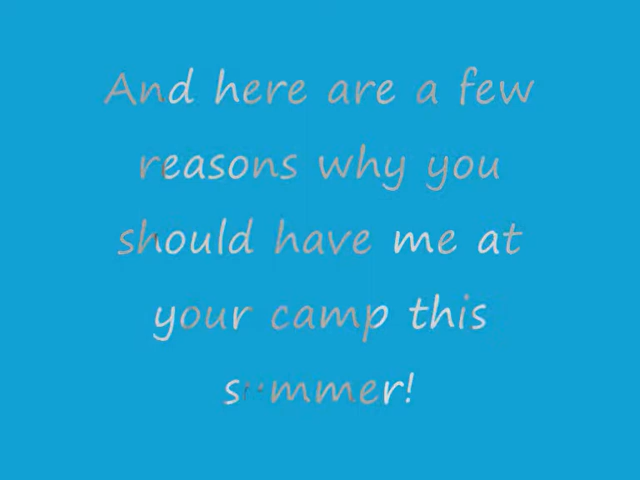 And here are a few
reasons why you
should have me at
your camp this
summer!